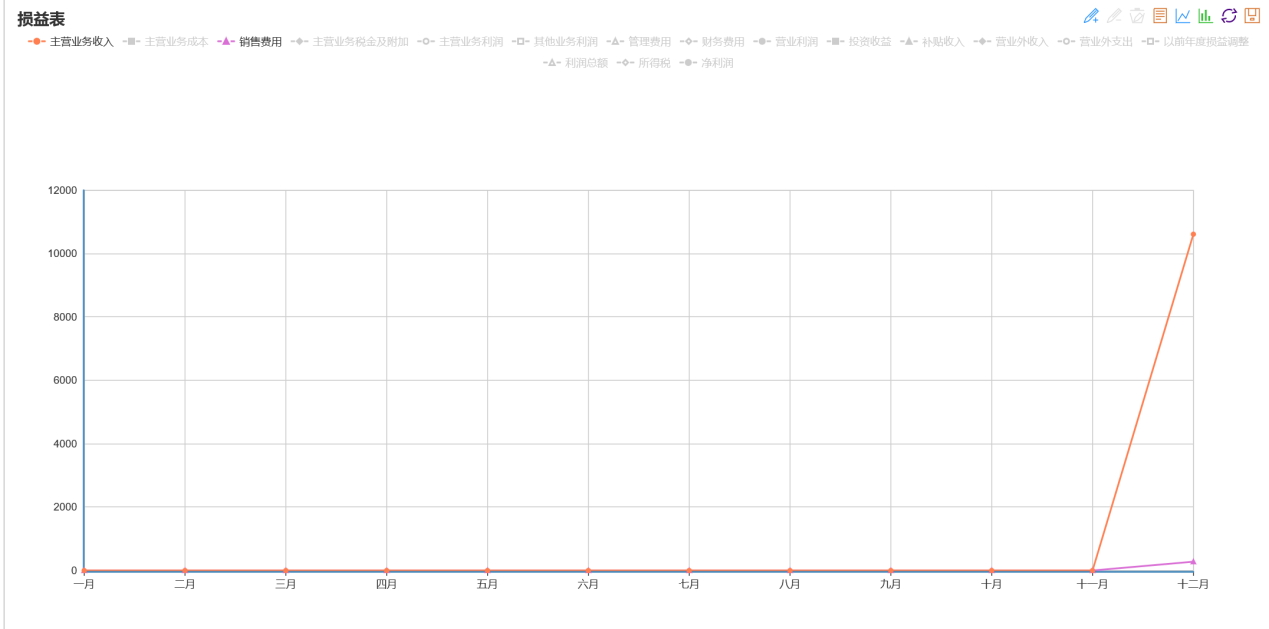 损益表
主营业务收入 主营业务成本 销售费用 主营业务税金及附加 主营业务利润 其他业务利润 管理费用 财务费用 营业利润 投资收益 补贴收入 营业外收入 营业外支出 以前年度损益调整
利润总额 所得税 净利润
12000
10000
8000
6000
4000
2000
0
一月 二月 三月 四月 五月 六月 七月 八月 九月 十月 十一月 十二月